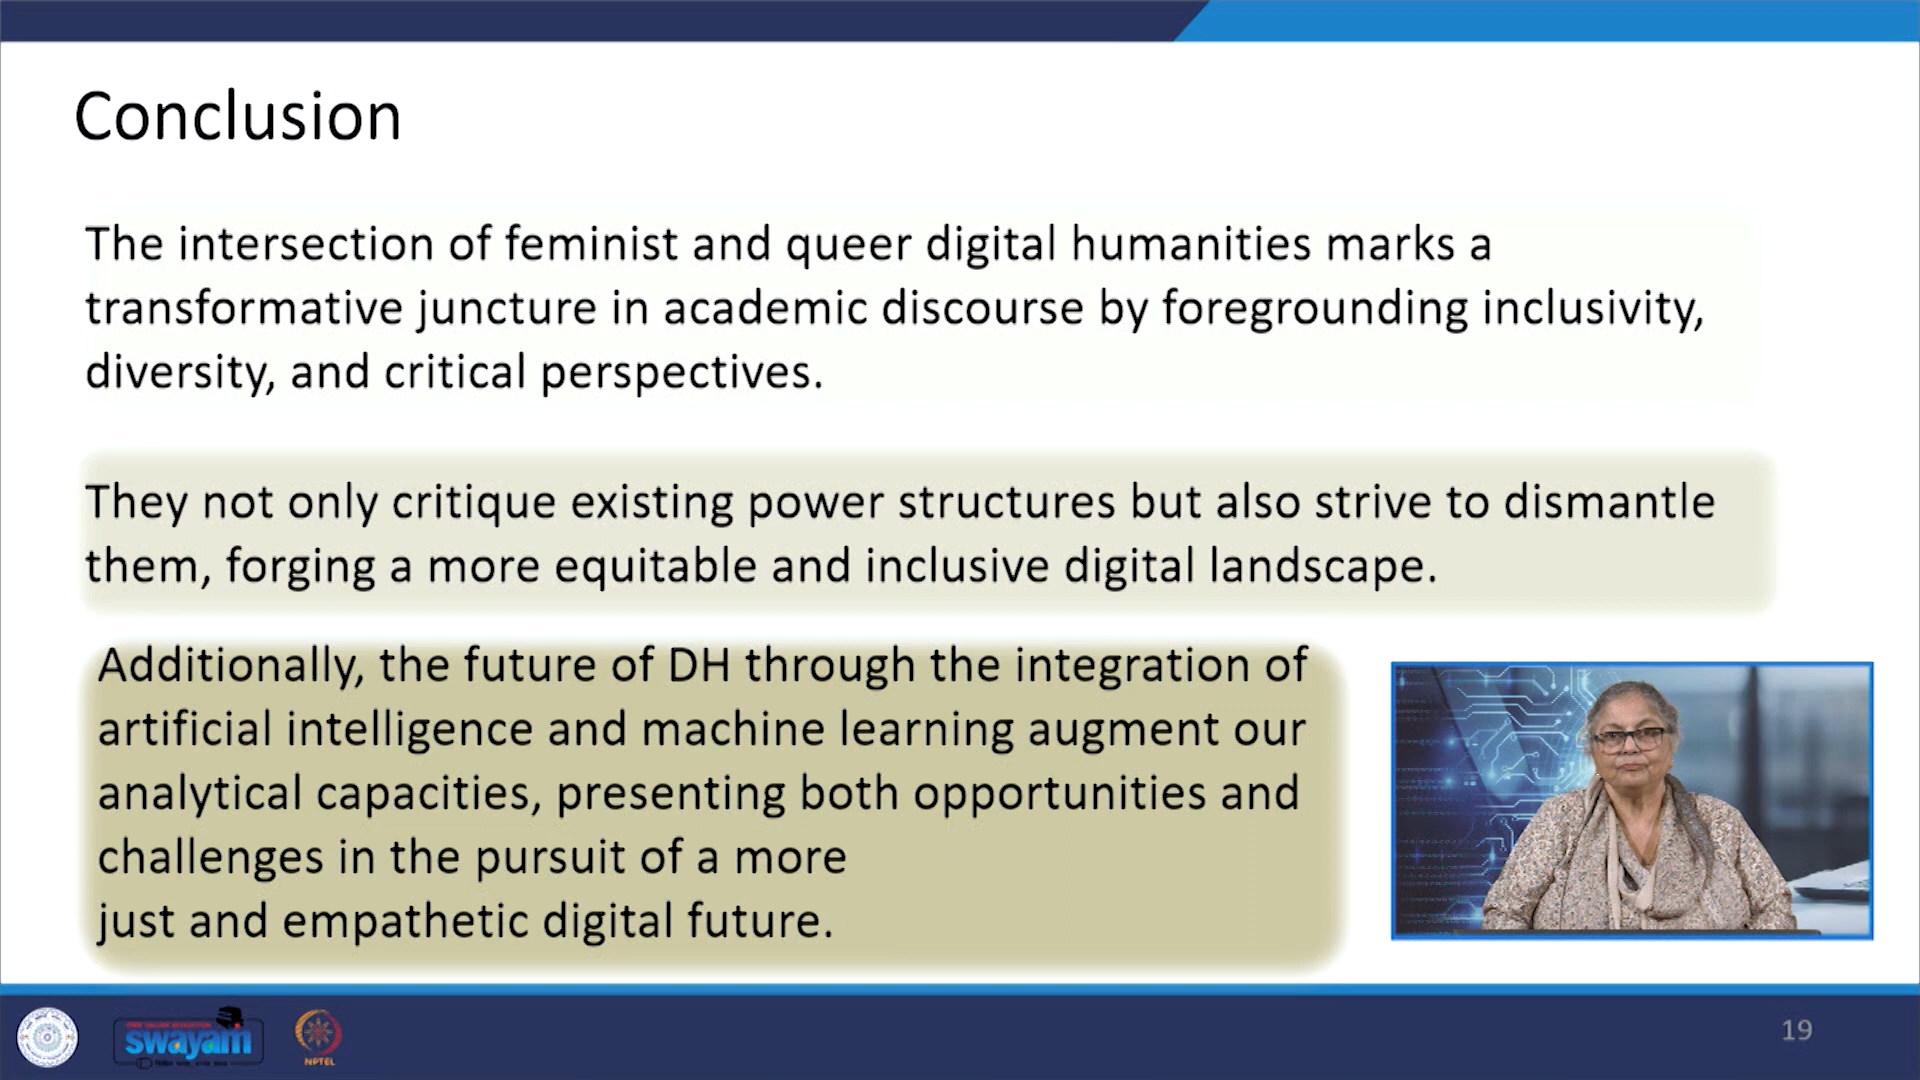 Conclusion
The intersection of feminist and queer digital humanities marks a
transformative juncture in academic discourse by foregrounding inclusivity,
diversity, and critical perspectives.
They not only critique existing power structures but also strive to dismantle
them, forging a more equitable and inclusive digital landscape.
Additionally, the future of DH through the integration of
artificial intelligence and machine learning augment our
analytical capacities, presenting both opportunities and
challenges in the pursuit of a more
just and empathetic digital future.
swayam
NPTEL
19